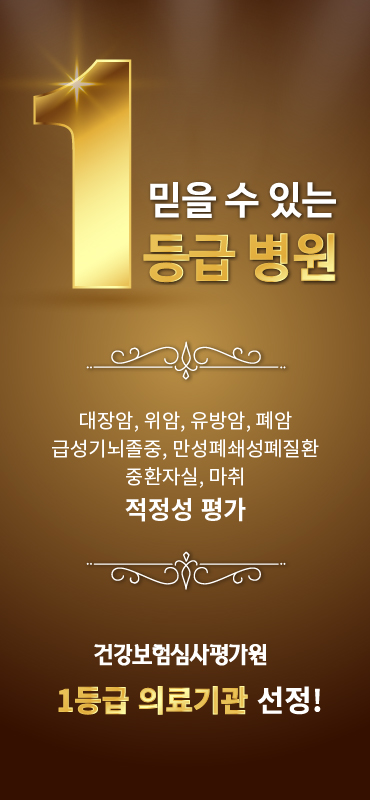 1
믿을 수 있는
등급 병원
대장암, 위암, 유방암, 폐암
급성기뇌졸중, 만성폐쇄성폐질환
중환자실, 마취
적정성 평가
건강보험심사평가원
1등급 의료기관 선정!